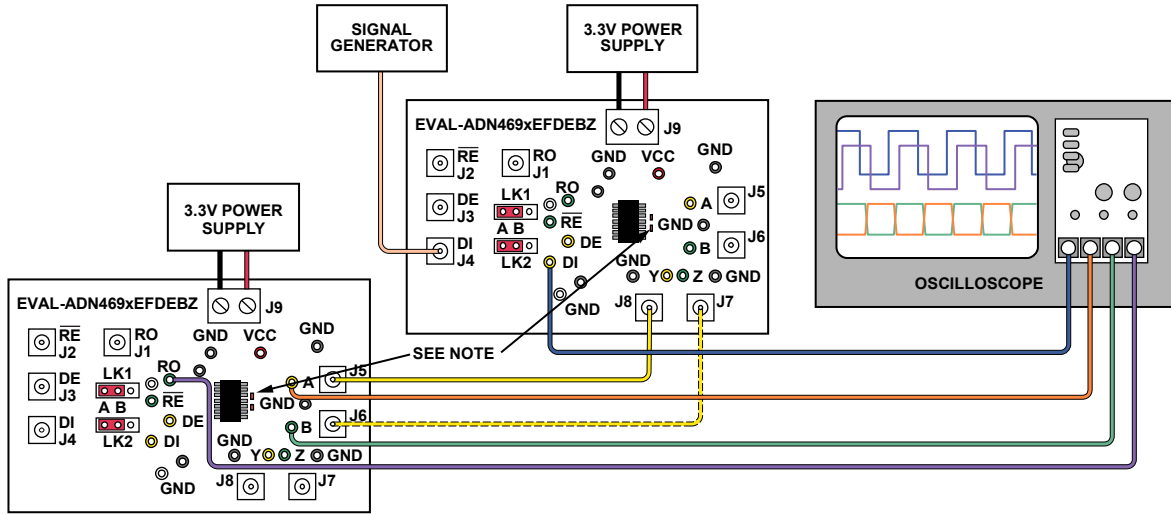 SIGNAL
GENERATOR
3.3V POWER
SUPPLY
EVAL-ADN469xEFDEBZ
J9
RE
J2
RO
J1
GND
VCC
GND
DE
J3
LK1
RO
A
J5
A B
RE
GND
DI
J4
LK2
DE
B
J6
DI
GND
Y
Z
GND
GND
J8
J7
OSCILLOSCOPE
3.3V POWER
SUPPLY
EVAL-ADN469xEFDEBZ
J9
RE
J2
RO
J1
GND
VCC
GND
SEE NOTE
DE
J3
LK1
RO
A
J5
A B
RE
GND
DI
J4
LK2
DE
B
J6
DI
GND
Y
Z
GND
GND
J8
J7